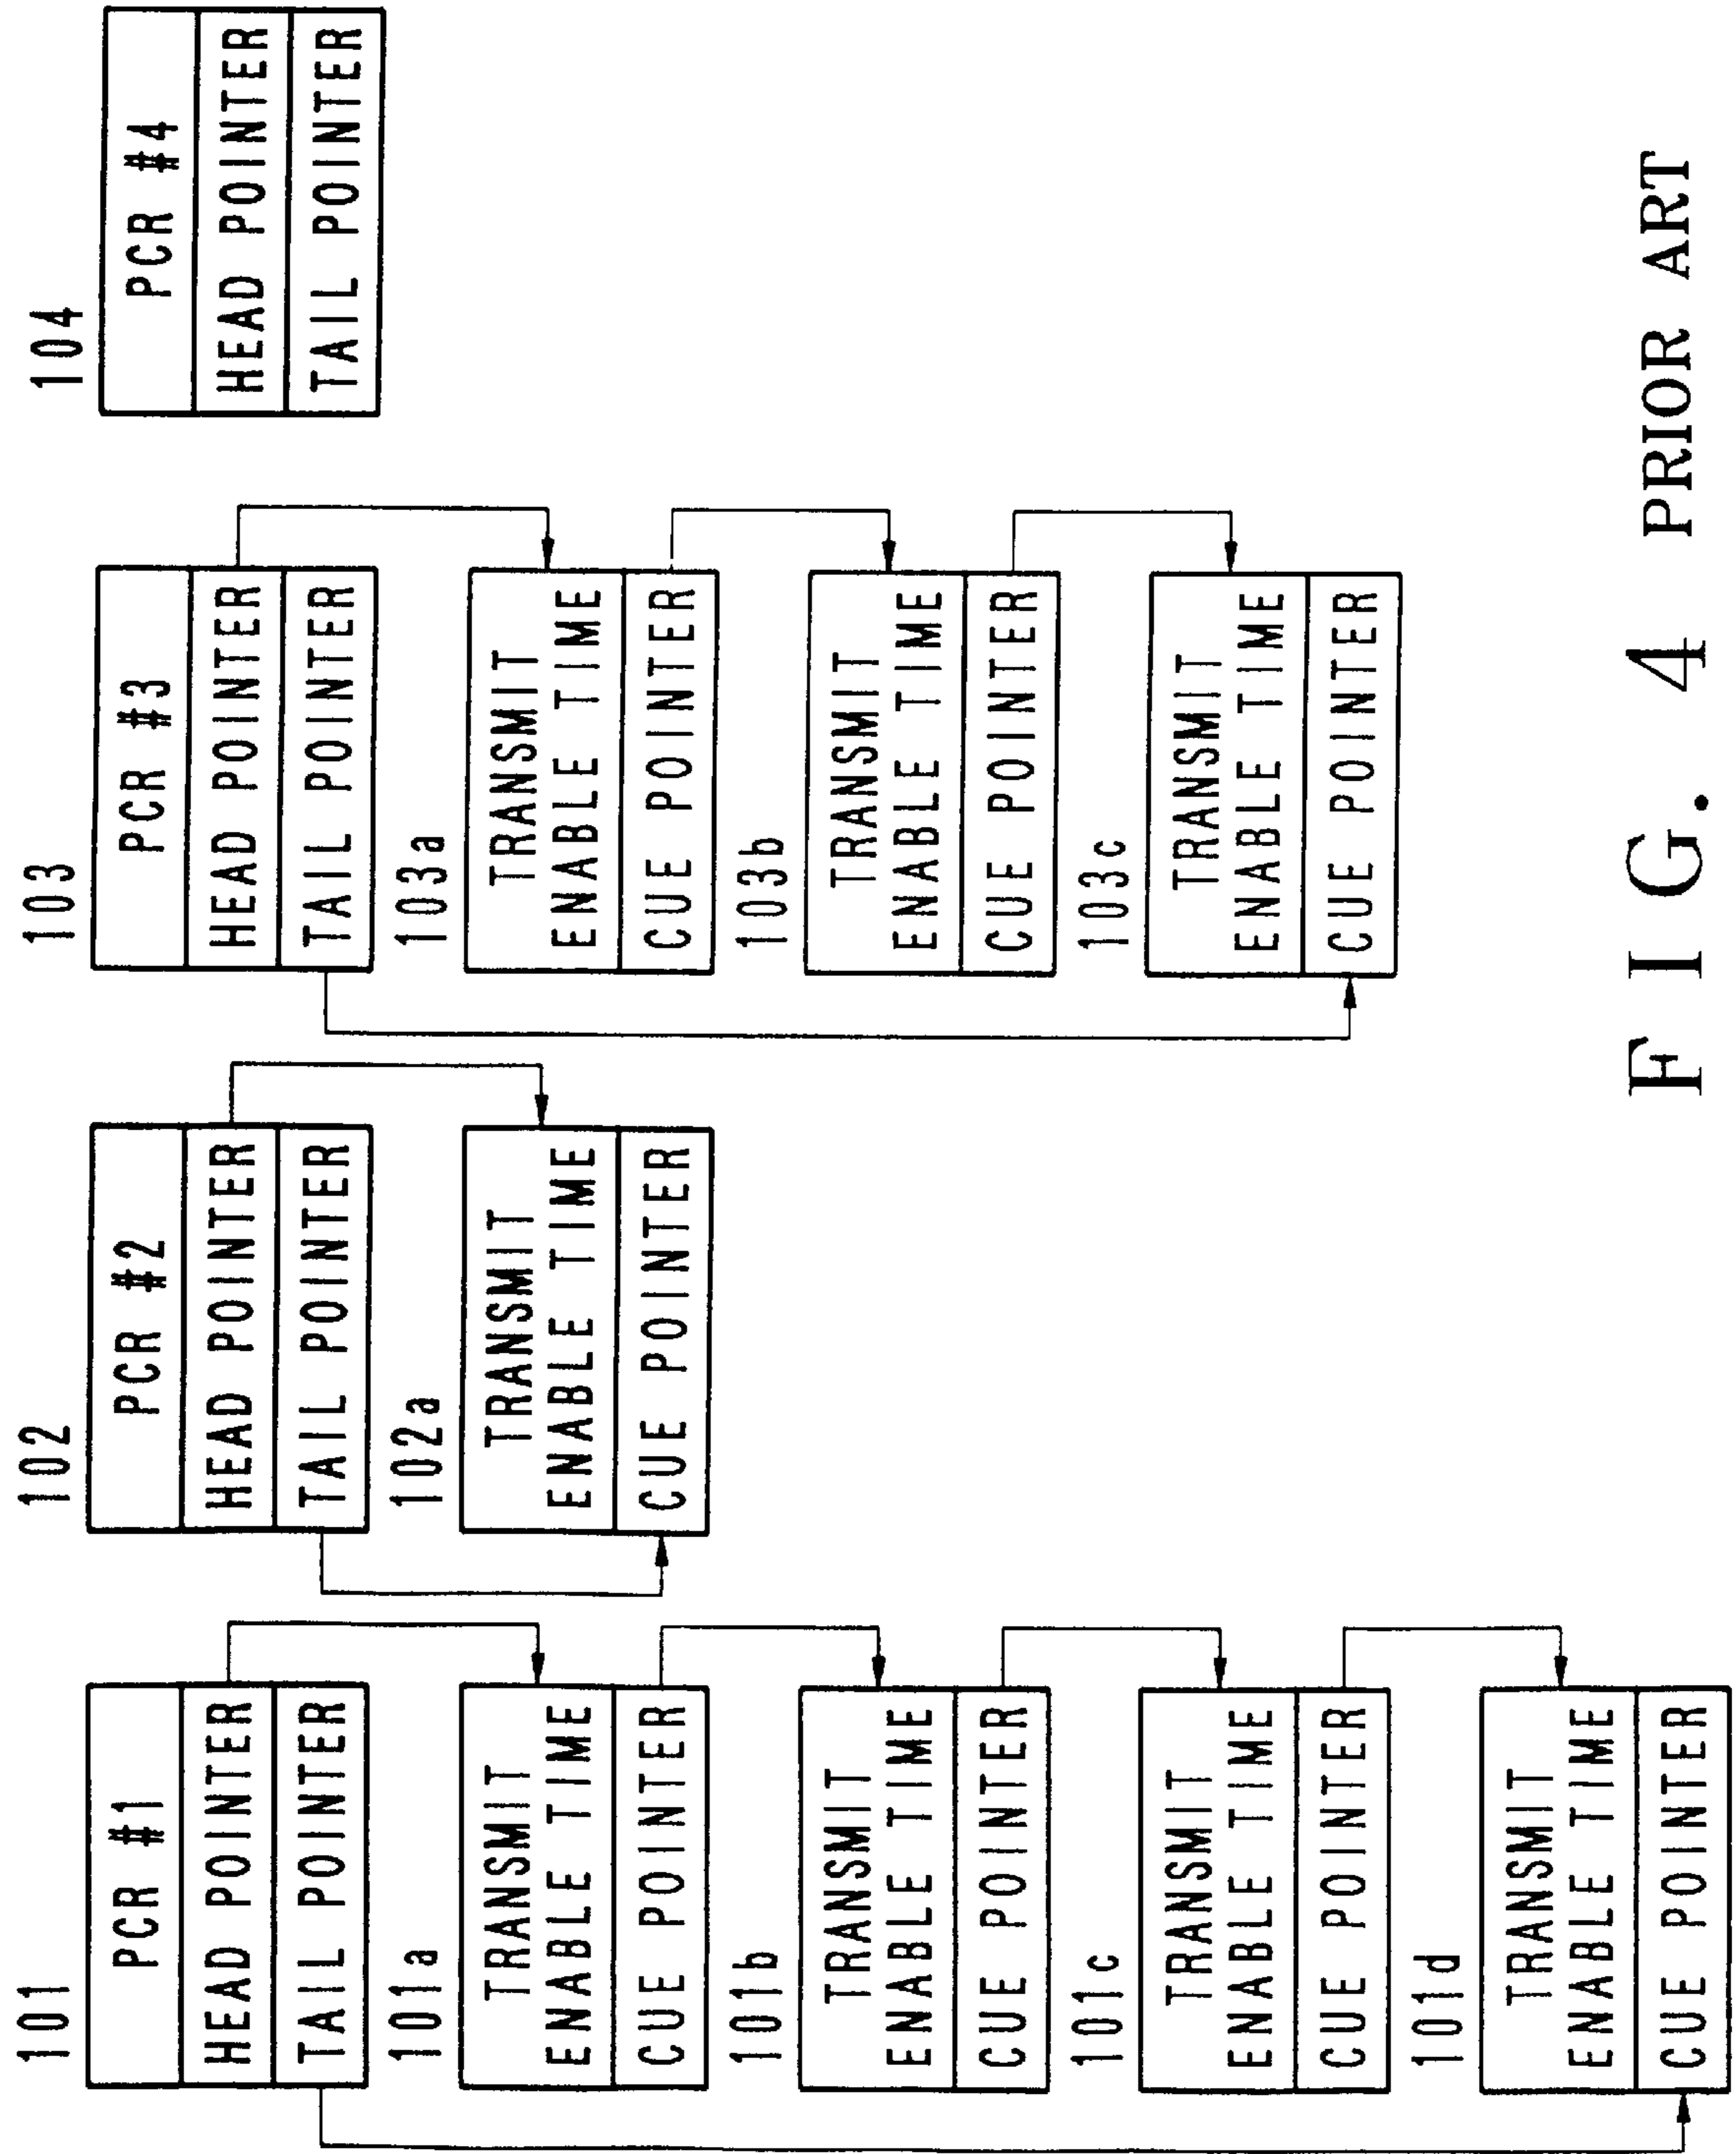 101
PCR #1
HEAD POINTER
TAIL POINTER
101a
TRANSMIT
ENABLE TIME
CUE POINTER
101b
TRANSMIT
ENABLE TIME
CUE POINTER
101c
TRANSMIT
ENABLE TIME
CUE POINTER
101d
TRANSMIT
ENABLE TIME
CUE POINTER
102
PCR #2
HEAD POINTER
TAIL POINTER
102a
TRANSMIT
ENABLE TIME
CUE POINTER
103
PCR #3
HEAD POINTER
TAIL POINTER
103a
TRANSMIT
ENABLE TIME
CUE POINTER
103b
TRANSMIT
ENABLE TIME
CUE POINTER
103c
TRANSMIT
ENABLE TIME
CUE POINTER
104
PCR #4
HEAD POINTER
TAIL POINTER
FIG. 4 PRIOR ART